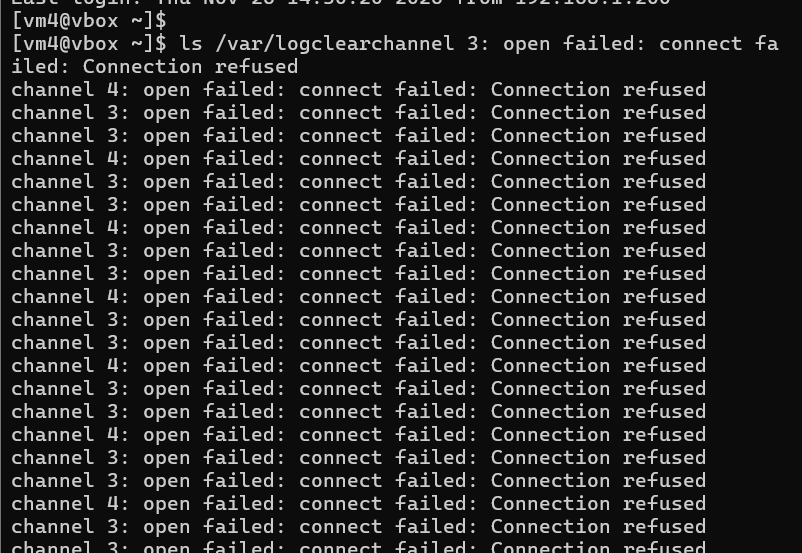 [vm4@vbox ~]$
[vm4@vbox ~]$ ls /var/logclearchannel 3: open failed: connect fa
iled: Connection refused
channel 4: open failed: connect failed: Connection refused
channel 3: open failed: connect failed: Connection refused
channel 3: open failed: connect failed: Connection refused
channel 4: open failed: connect failed: Connection refused
channel 3: open failed: connect failed: Connection refused
channel 3: open failed: connect failed: Connection refused
channel 4: open failed: connect failed: Connection refused
channel 3: open failed: connect failed: Connection refused
channel 3: open failed: connect failed: Connection refused
channel 4: open failed: connect failed: Connection refused
channel 3: open failed: connect failed: Connection refused
channel 3: open failed: connect failed: Connection refused
channel 4: open failed: connect failed: Connection refused
channel 3: open failed: connect failed: Connection refused
channel 3: open failed: connect failed: Connection refused
channel 4: open failed: connect failed: Connection refused
channel 3: open failed: connect failed: Connection refused
channel 3: open failed: connect failed: Connection refused
channel 4: open failed: connect failed: Connection refused
channel 3: open failed: connect failed: Connection refused
channel 3: open failed: connect failed: Connection refused